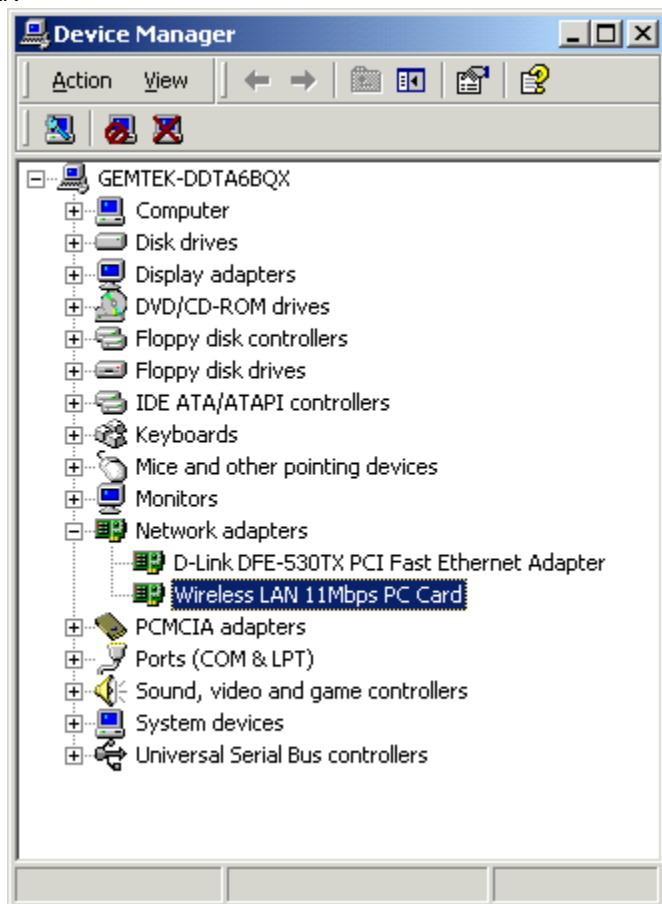 Device Manager
Action View
GEMTEK-DDTA6BQX
Computer
Disk drives
Display adapters
DVD/CD-ROM drives
Floppy disk controllers
Floppy disk drives
IDE ATA/ATAPI controllers
Keyboards
Mice and other pointing devices
Monitors
Network adapters
D-Link DFE-530TX PCI Fast Ethernet Adapter
Wireless LAN 11Mbps PC Card
PCMCIA adapters
Ports (COM & LPT)
Sound, video and game controllers
System devices
Universal Serial Bus controllers